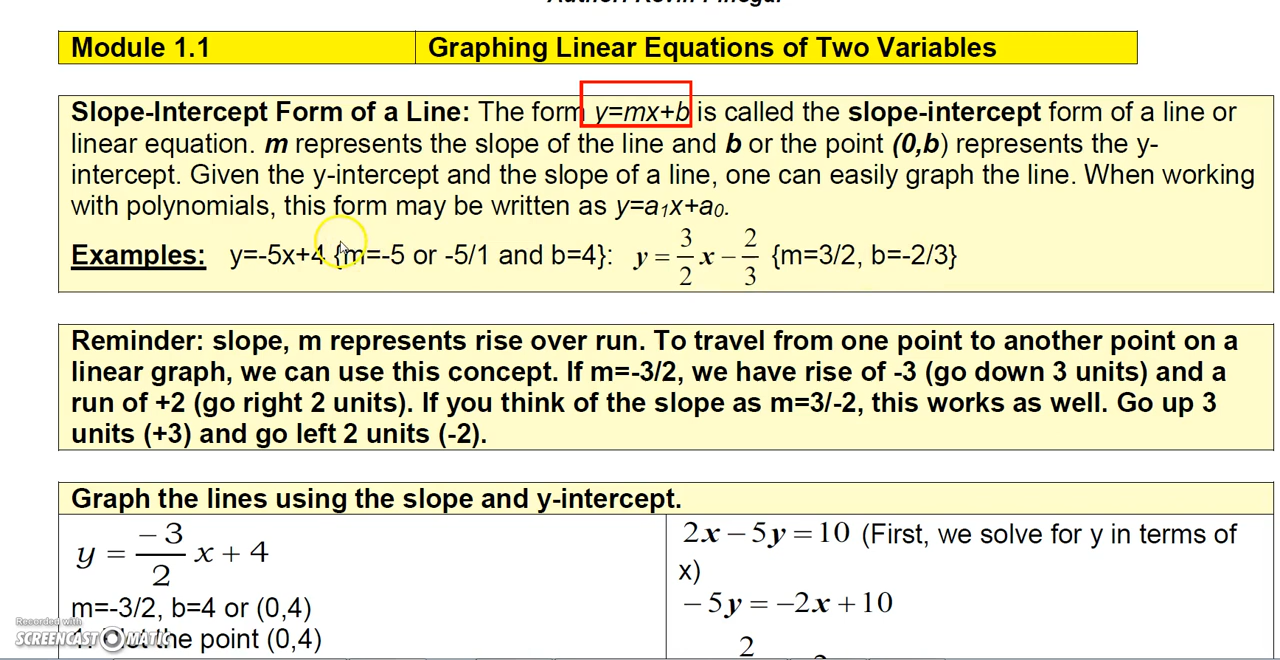 Module 1.1 Graphing Linear Equations of Two Variables
Slope-Intercept Form of a Line: The form y=mx+b is called the slope-intercept form of a line or
linear equation. m represents the slope of the line and b or the point (0,b) represents the y-
intercept. Given the y-intercept and the slope of a line, one can easily graph the line. When working
with polynomials, this form may be written as y=a₁x+a₀.
Examples: y=-5x+4 {m=-5 or -5/1 and b=4}: y = 3/2 x − 2/3 {m=3/2, b=-2/3}
Reminder: slope, m represents rise over run. To travel from one point to another point on a
linear graph, we can use this concept. If m=-3/2, we have rise of -3 (go down 3 units) and a
run of +2 (go right 2 units). If you think of the slope as m=3/-2, this works as well. Go up 3
units (+3) and go left 2 units (-2).
Graph the lines using the slope and y-intercept.
y = −3/2 x + 4
m=-3/2, b=4 or (0,4)
the point (0,4)
2x − 5y = 10 (First, we solve for y in terms of
x)
− 5y = −2x + 10
2
Recorded with
SCREENCAST MATIC